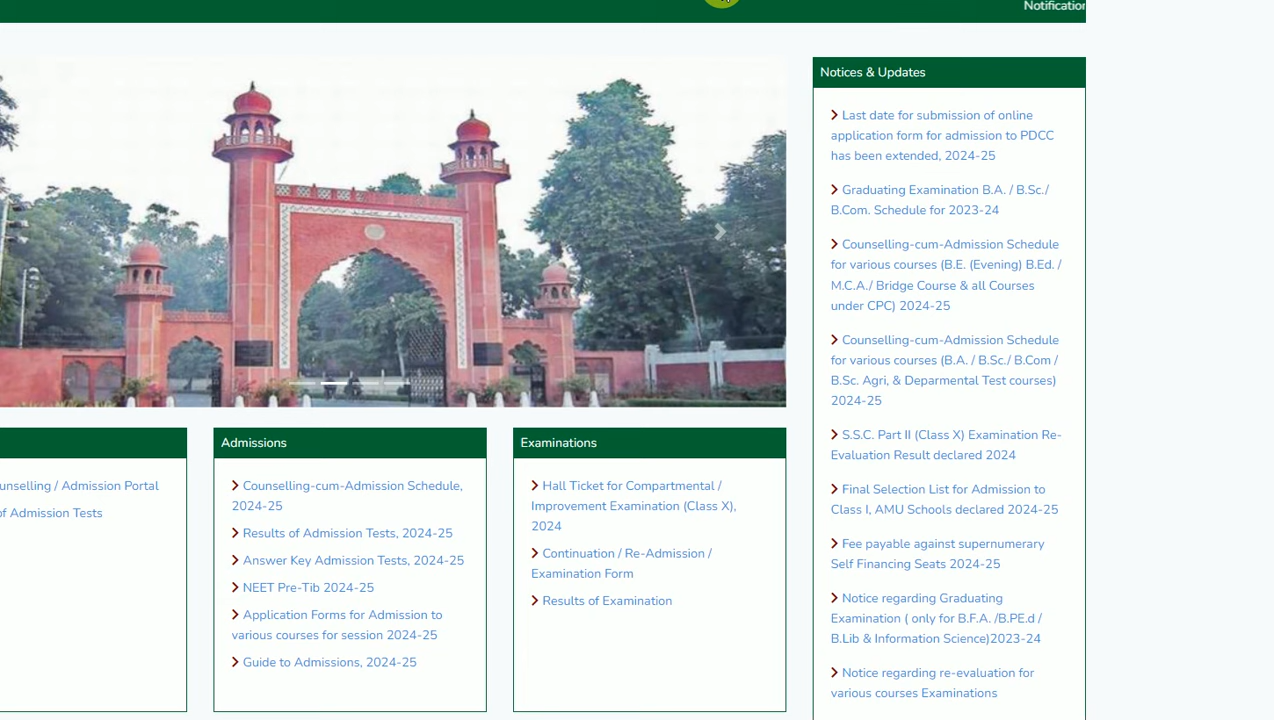 Notification
Notices & Updates
Last date for submission of online
application form for admission to PDCC
has been extended, 2024-25
Graduating Examination B.A. / B.Sc./
B.Com. Schedule for 2023-24
Counselling-cum-Admission Schedule
for various courses (B.E. (Evening) B.Ed. /
M.C.A./ Bridge Course & all Courses
under CPC) 2024-25
Counselling-cum-Admission Schedule
for various courses (B.A. / B.Sc./ B.Com /
B.Sc. Agri, & Deparmental Test courses)
2024-25
S.S.C. Part II (Class X) Examination Re-
Evaluation Result declared 2024
Final Selection List for Admission to
Class I, AMU Schools declared 2024-25
Fee payable against supernumerary
Self Financing Seats 2024-25
Notice regarding Graduating
Examination ( only for B.F.A. /B.PE.d /
B.Lib & Information Science)2023-24
Notice regarding re-evaluation for
various courses Examinations
unselling / Admission Portal
of Admission Tests
Admissions
Counselling-cum-Admission Schedule,
2024-25
Results of Admission Tests, 2024-25
Answer Key Admission Tests, 2024-25
NEET Pre-Tib 2024-25
Application Forms for Admission to
various courses for session 2024-25
Guide to Admissions, 2024-25
Examinations
Hall Ticket for Compartmental /
Improvement Examination (Class X),
2024
Continuation / Re-Admission /
Examination Form
Results of Examination